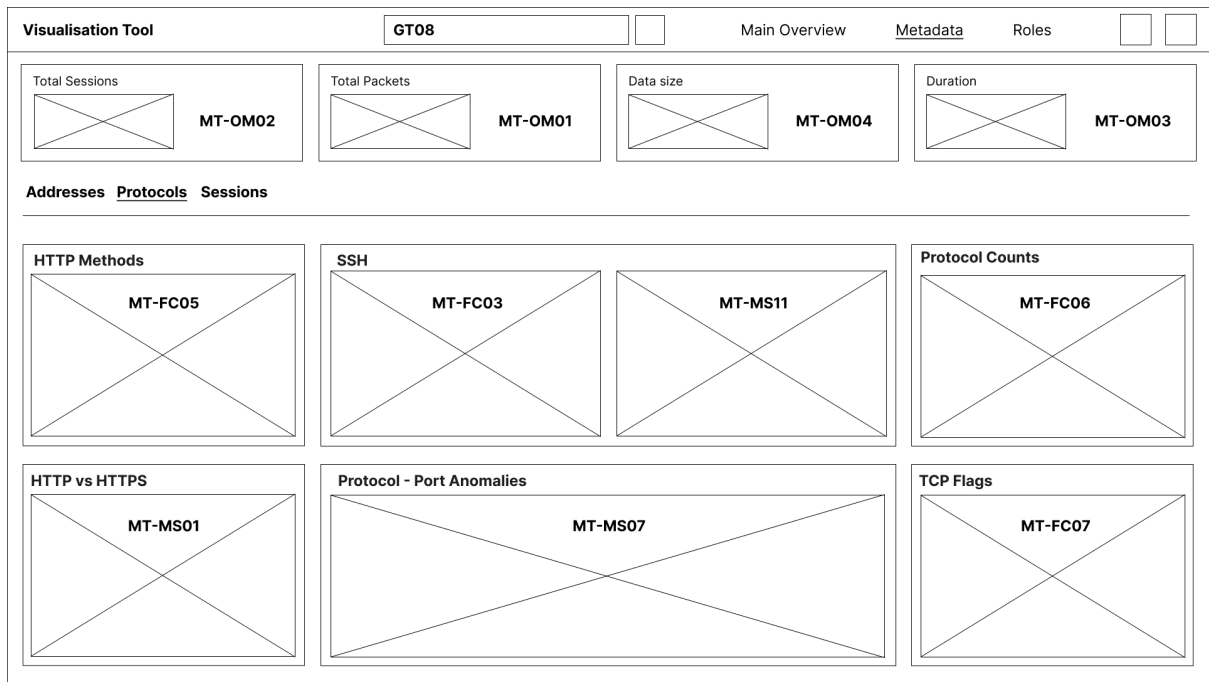 Visualisation Tool
GT08
Main Overview
Metadata
Roles
Total Sessions
MT-OM02
Total Packets
MT-OM01
Data size
MT-OM04
Duration
MT-OM03
Addresses
Protocols
Sessions
HTTP Methods
MT-FC05
SSH
MT-FC03
MT-MS11
Protocol Counts
MT-FC06
HTTP vs HTTPS
MT-MS01
Protocol - Port Anomalies
MT-MS07
TCP Flags
MT-FC07